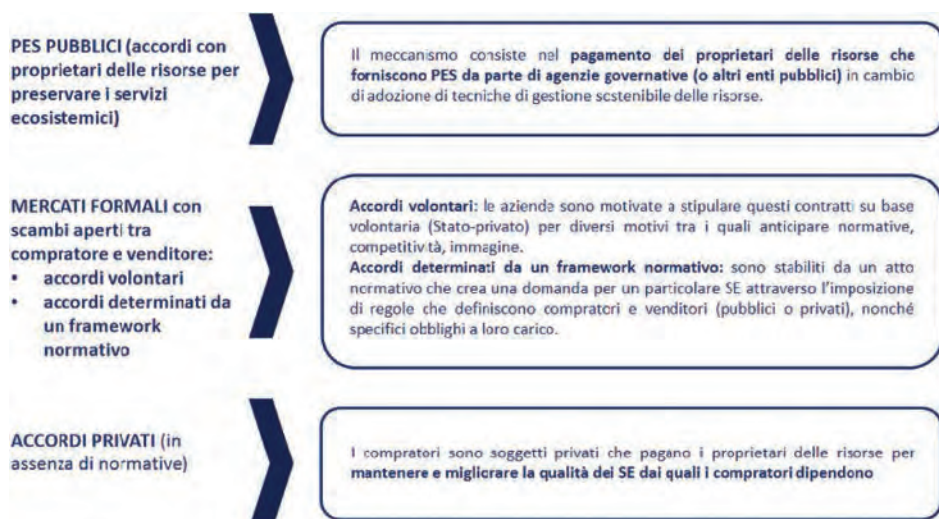 PES PUBBLICI (accordi con
proprietari delle risorse per
preservare i servizi
ecosistemici)
Il meccanismo consiste nel pagamento dei proprietari delle risorse che
forniscono PES da parte di agenzie governative (o altri enti pubblici) in cambio
di adozione di tecniche di gestione sostenibile delle risorse.
MERCATI FORMALI con
scambi aperti tra
compratore e venditore:
• accordi volontari
• accordi determinati da
un framework
normativo
Accordi volontari: le aziende sono motivate a stipulare questi contratti su base
volontaria (Stato-privato) per diversi motivi tra i quali anticipare normative,
competitività, immagine.
Accordi determinati da un framework normativo: sono stabiliti da un atto
normativo che crea una domanda per un particolare SE attraverso l'imposizione
di regole che definiscono compratori e venditori (pubblici o privati), nonché
specifici obblighi a loro carico.
ACCORDI PRIVATI (in
assenza di normative)
I compratori sono soggetti privati che pagano i proprietari delle risorse per
mantenere e migliorare la qualità dei SE dai quali i compratori dipendono